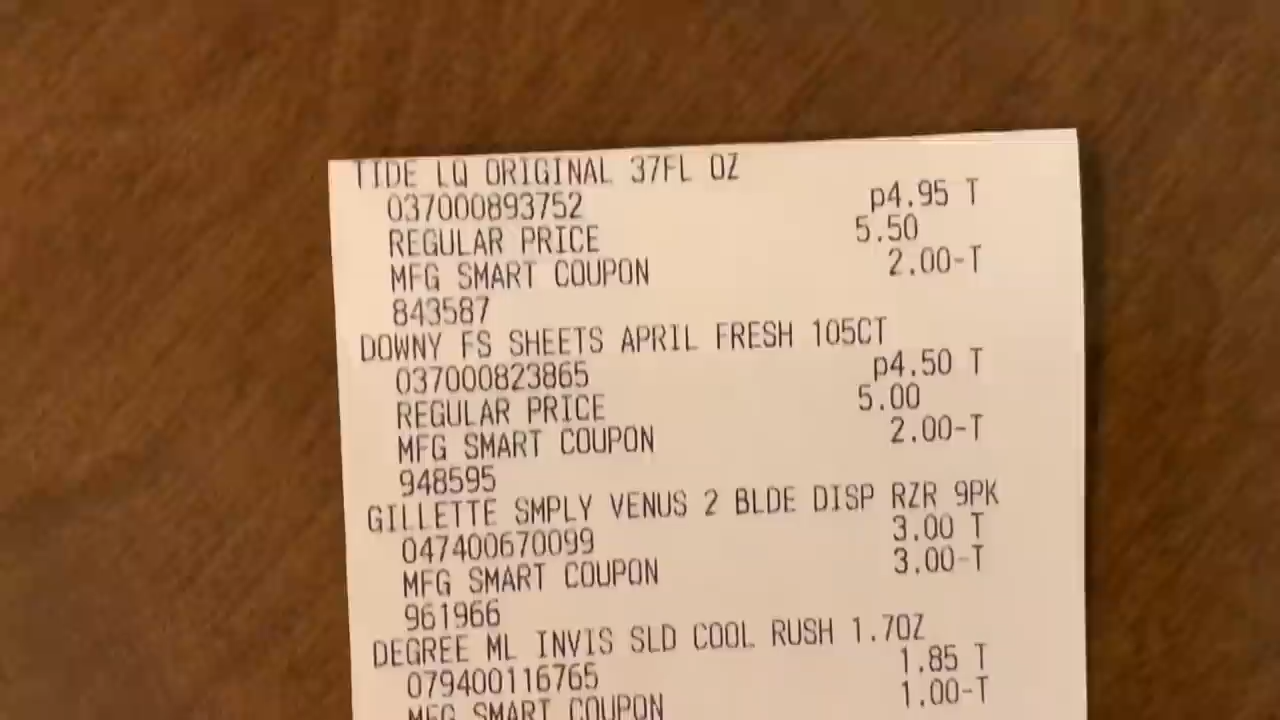 TIDE LQ ORIGINAL 37FL OZ
037000893752 p4.95 T
REGULAR PRICE 5.50
MFG SMART COUPON 2.00-T
843587
DOWNY FS SHEETS APRIL FRESH 105CT
037000823865 p4.50 T
REGULAR PRICE 5.00
MFG SMART COUPON 2.00-T
948595
GILLETTE SMPLY VENUS 2 BLDE DISP RZR 9PK
047400670099 3.00 T
MFG SMART COUPON 3.00-T
961966
DEGREE ML INVIS SLD COOL RUSH 1.7OZ
079400116765 1.85 T
MFG SMART COUPON 1.00-T